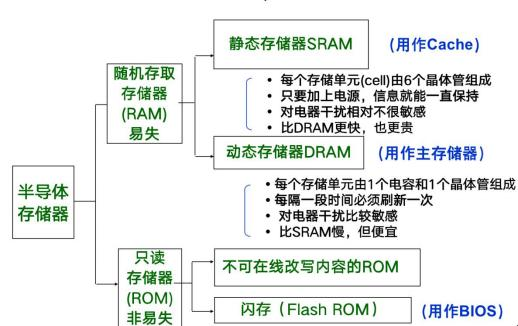 静态存储器SRAM （用作Cache）
随机存取
存储器
(RAM)
易失
• 每个存储单元(cell)由6个晶体管组成
• 只要加上电源，信息就能一直保持
• 对电器干扰相对不很敏感
• 比DRAM更快，也更贵
动态存储器DRAM （用作主存储器）
• 每个存储单元由1个电容和1个晶体管组成
• 每隔一段时间必须刷新一次
• 对电器干扰比较敏感
• 比SRAM慢，但便宜
半导体
存储器
只读
存储器
(ROM)
非易失
不可在线改写内容的ROM
闪存（Flash ROM） （用作BIOS）